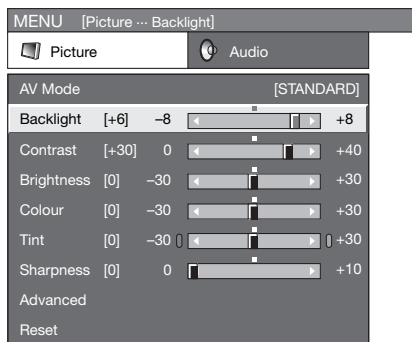 MENU [Picture ··· Backlight]
Picture Audio
AV Mode [STANDARD]
Backlight [+6] –8 +8
Contrast [+30] 0 +40
Brightness [0] –30 +30
Colour [0] –30 +30
Tint [0] –30 +30
Sharpness [0] 0 +10
Advanced
Reset